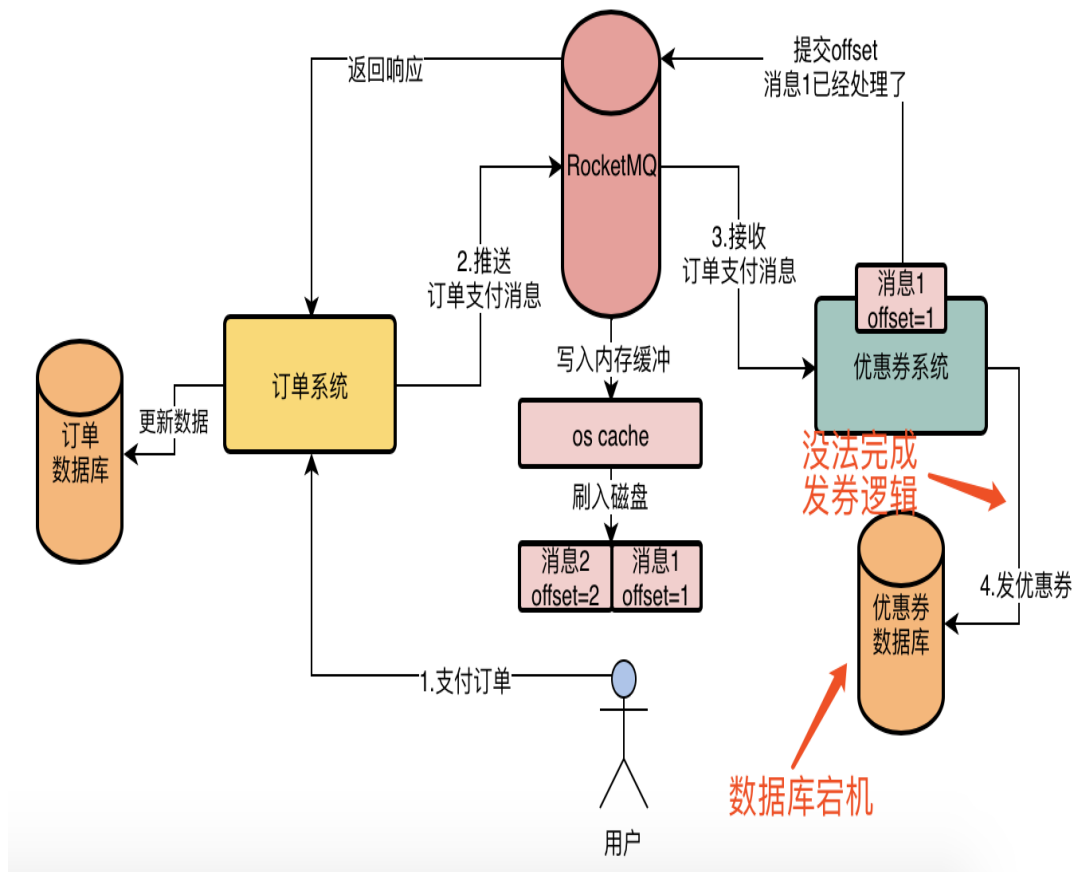 返回响应
提交offset
消息1已经处理了
RocketMQ
2.推送
订单支付消息
3.接收
订单支付消息
消息1
offset=1
优惠券系统
订单系统
写入内存缓冲
os cache
更新数据
订单
数据库
没法完成
发券逻辑
刷入磁盘
消息2
offset=2
消息1
offset=1
4.发优惠券
优惠券
数据库
1.支付订单
数据库宕机
用户